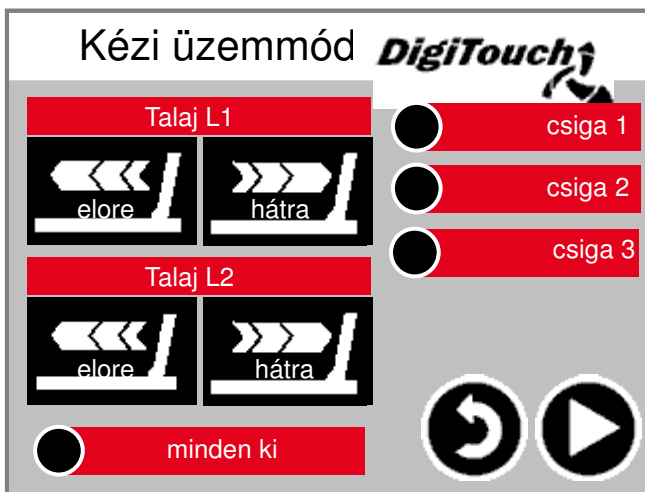 Kézi üzemmód
DigiTouch
Talaj L1
elore
hátra
Talaj L2
elore
hátra
minden ki
csiga 1
csiga 2
csiga 3